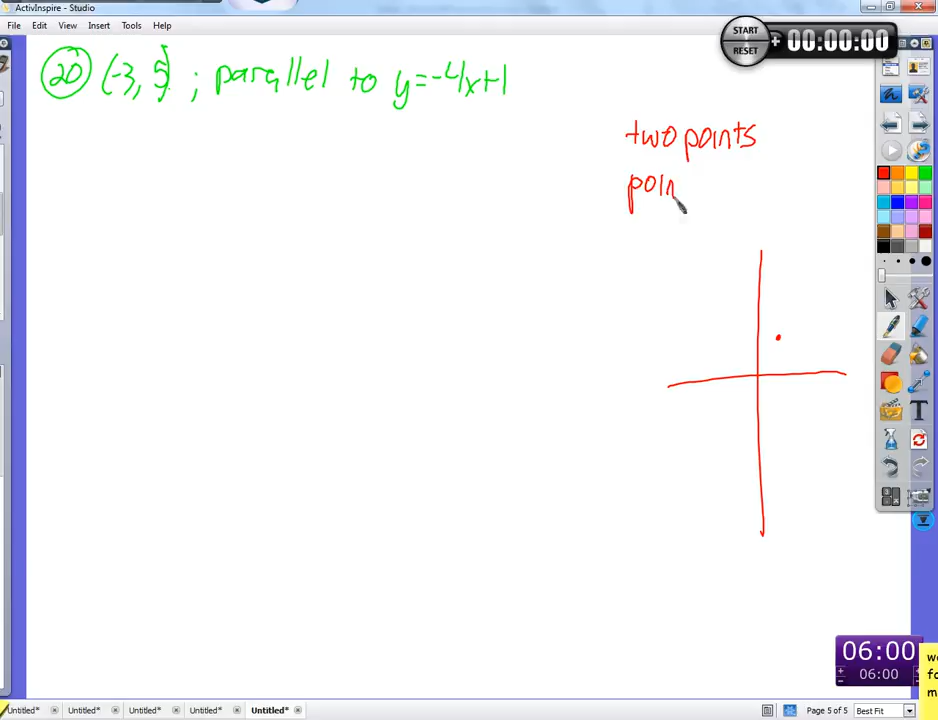 ActivInspire - Studio
File Edit View Insert Tools Help
START
RESET
00:00:00
20 (-3, 5) ; parallel to y=-4x+1
two points
poin
06:00
06:00
w
fo
m
Untitled* Untitled* Untitled* Untitled* Untitled*
Page 5 of 5 Best Fit